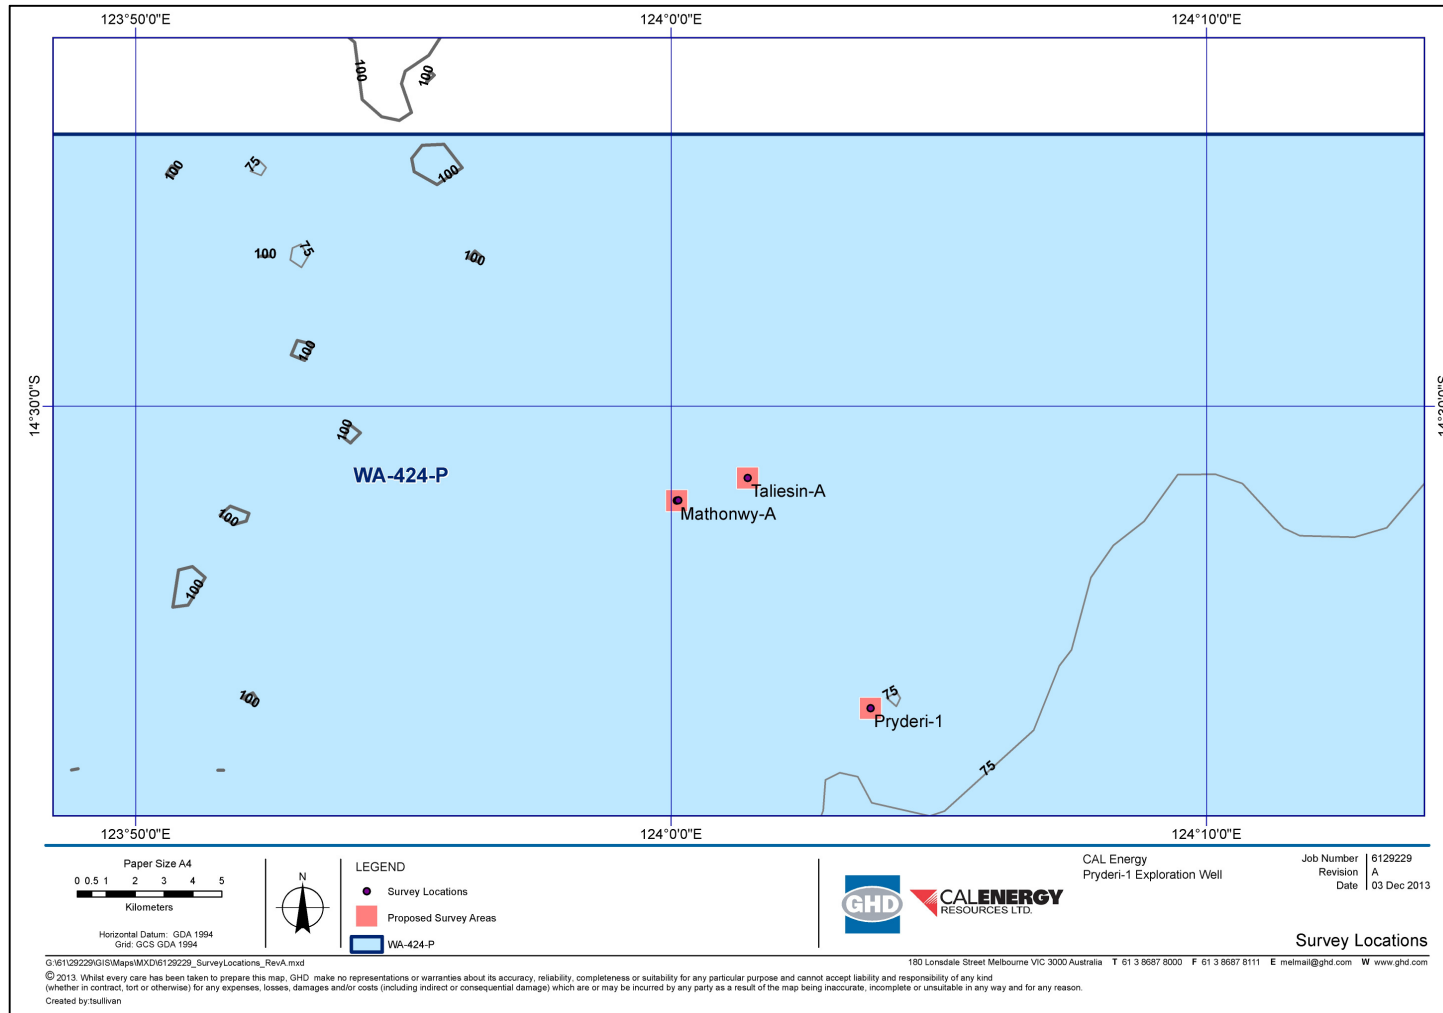 123°50'0"E 124°0'0"E 124°10'0"E
100 100
100 75 100
100 75 100
100
14°30'0"S 14°30'0"S
100
WA-424-P
Taliesin-A
Mathonwy-A
100
100
75
100
Pryderi-1
75
123°50'0"E 124°0'0"E 124°10'0"E
Paper Size A4
0 0.5 1 2 3 4 5
Kilometers
Horizontal Datum: GDA 1994
Grid: GCS GDA 1994
N
LEGEND
Survey Locations
Proposed Survey Areas
WA-424-P
GHD
CALENERGY
RESOURCES LTD.
CAL Energy
Pryderi-1 Exploration Well
Job Number 6129229
Revision A
Date 03 Dec 2013
Survey Locations
G:\61\29229\GIS\Maps\MXD\6129229_SurveyLocations_RevA.mxd
180 Lonsdale Street Melbourne VIC 3000 Australia T 61 3 8687 8000 F 61 3 8687 8111 E melmail@ghd.com W www.ghd.com
© 2013. Whilst every care has been taken to prepare this map, GHD make no representations or warranties about its accuracy, reliability, completeness or suitability for any particular purpose and cannot accept liability and responsibility of any kind
(whether in contract, tort or otherwise) for any expenses, losses, damages and/or costs (including indirect or consequential damage) which are or may be incurred by any party as a result of the map being inaccurate, incomplete or unsuitable in any way and for any reason.
Created by:tsullivan